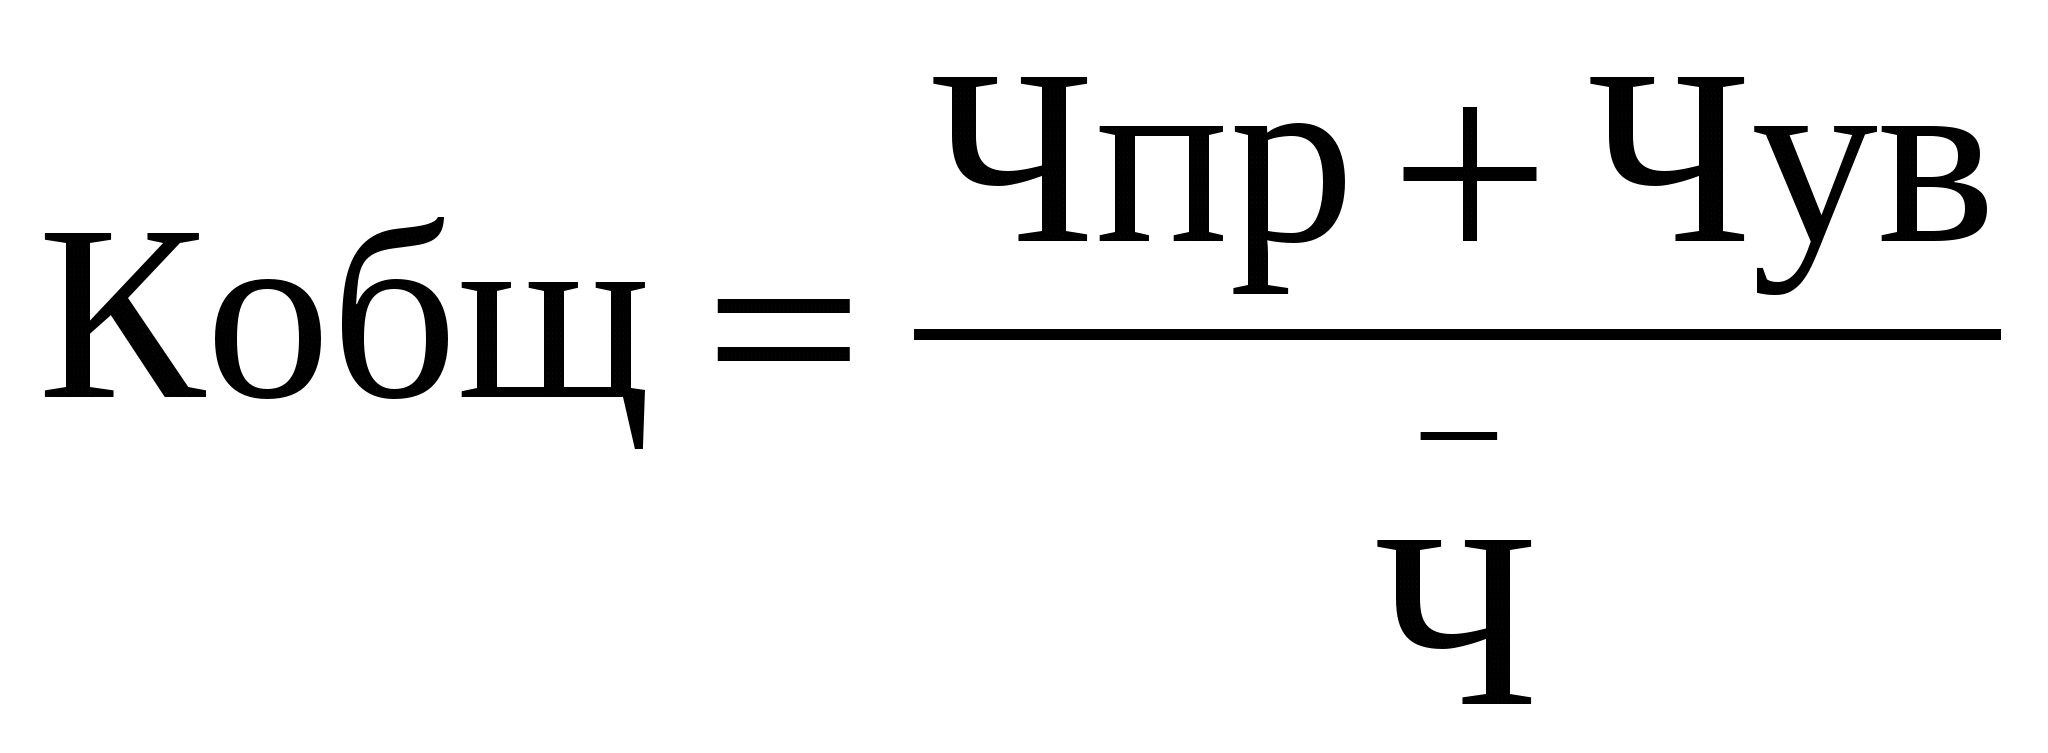 Чпр + Чув
Кобщ =
‾
Ч